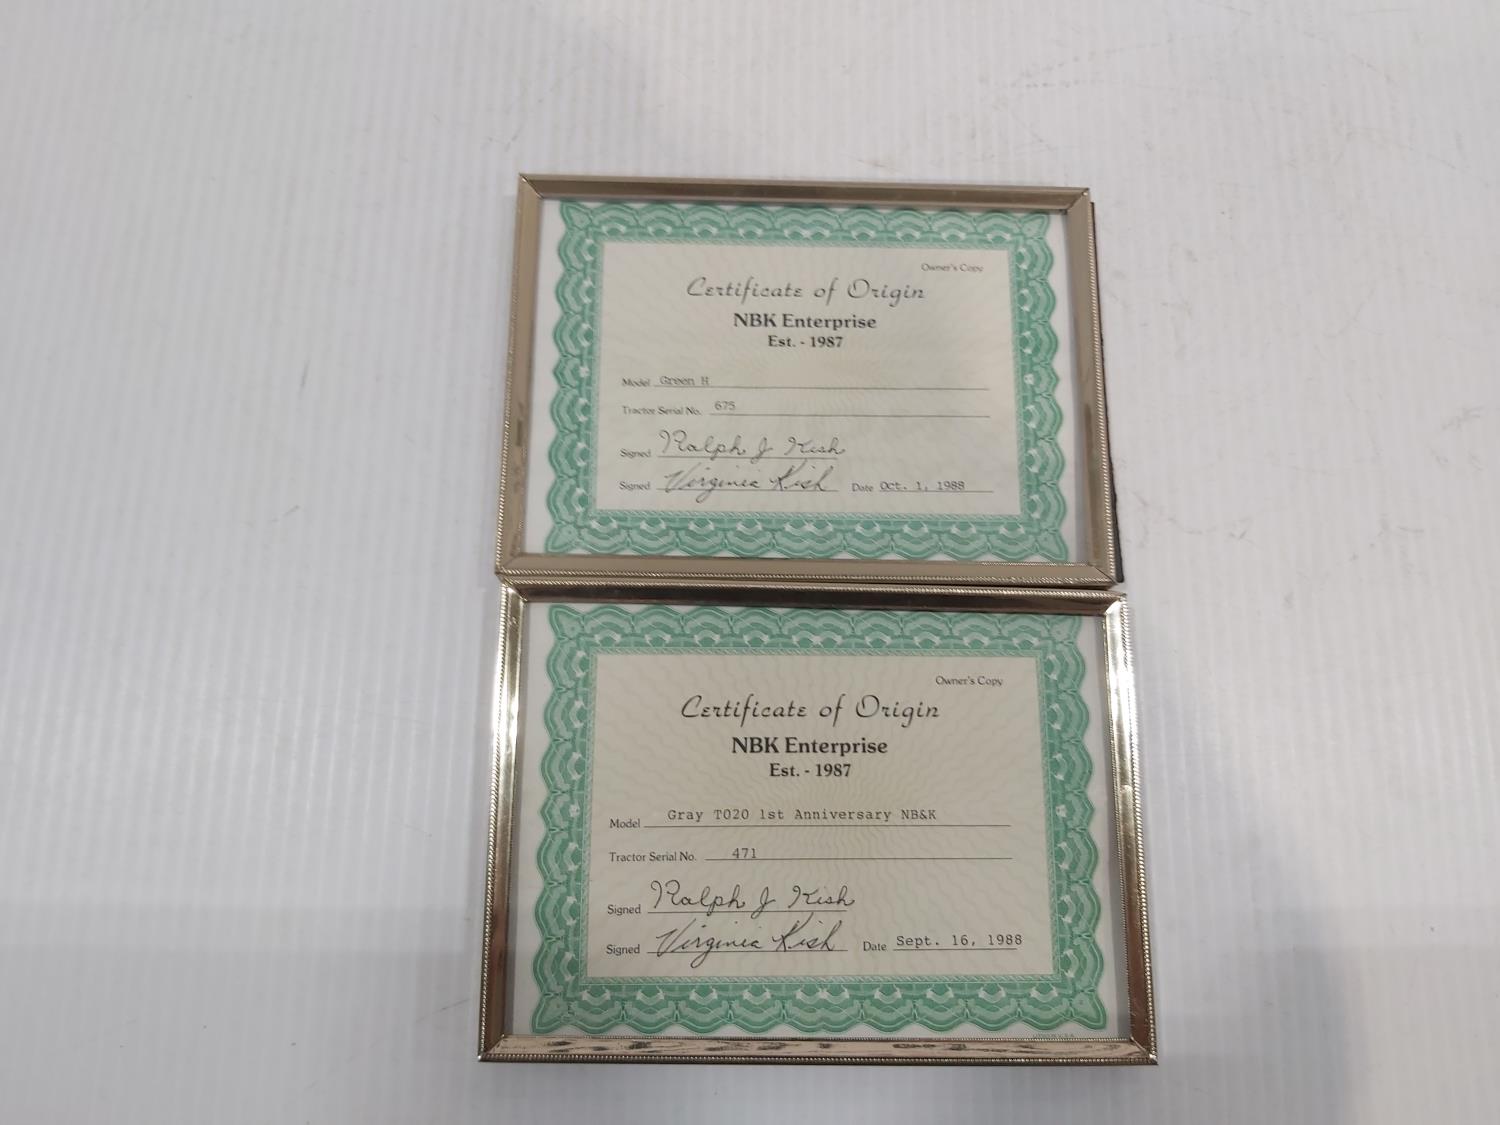 Owner's Copy
Certificate of Origin
NBK Enterprise
Est. - 1987
Model Green H
Tractor Serial No. 675
Signed Ralph J Kish
Signed Virginia Kish Date Oct. 1, 1988
Owner's Copy
Certificate of Origin
NBK Enterprise
Est. - 1987
Model Gray TO20 1st Anniversary NB&K
Tractor Serial No. 471
Signed Ralph J Kish
Signed Virginia Kish Date Sept. 16, 1988